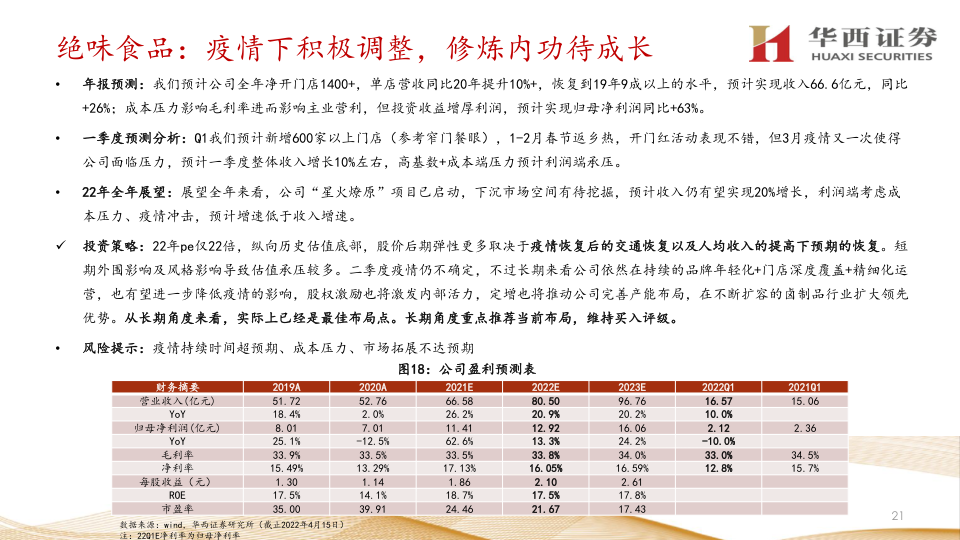 绝味食品：疫情下积极调整，修炼内功待成长
华西证券
HUAXI SECURITIES
• 年报预测：我们预计公司全年净开门店1400+，单店营收同比20年提升10%+，恢复到19年9成以上的水平，预计实现收入66.6亿元，同比
+26%；成本压力影响毛利率进而影响主业营利，但投资收益增厚利润，预计实现归母净利润同比+63%。
• 一季度预测分析：Q1我们预计新增600家以上门店（参考窄门餐眼），1-2月春节返乡热，开门红活动表现不错，但3月疫情又一次使得
公司面临压力，预计一季度整体收入增长10%左右，高基数+成本端压力预计利润端承压。
• 22年全年展望：展望全年来看，公司“星火燎原”项目已启动，下沉市场空间有待挖掘，预计收入仍有望实现20%增长，利润端考虑成
本压力、疫情冲击，预计增速低于收入增速。
✓ 投资策略：22年pe仅22倍，纵向历史估值底部，股价后期弹性更多取决于疫情恢复后的交通恢复以及人均收入的提高下预期的恢复。短
期外围影响及风格影响导致估值承压较多。二季度疫情仍不确定，不过长期来看公司依然在持续的品牌年轻化+门店深度覆盖+精细化运
营，也有望进一步降低疫情的影响，股权激励也将激发内部活力，定增也将推动公司完善产能布局，在不断扩容的卤制品行业扩大领先
优势。从长期角度来看，实际上已经是最佳布局点。长期角度重点推荐当前布局，维持买入评级。
• 风险提示：疫情持续时间超预期、成本压力、市场拓展不达预期
图18：公司盈利预测表
财务摘要 2019A 2020A 2021E 2022E 2023E 2022Q1 2021Q1
营业收入(亿元) 51.72 52.76 66.58 80.50 96.76 16.57 15.06
YoY 18.4% 2.0% 26.2% 20.9% 20.2% 10.0%
归母净利润(亿元) 8.01 7.01 11.41 12.92 16.06 2.12 2.36
YoY 25.1% -12.5% 62.6% 13.3% 24.2% -10.0%
毛利率 33.9% 33.5% 33.5% 33.8% 34.0% 33.0% 34.5%
净利率 15.49% 13.29% 17.13% 16.05% 16.59% 12.8% 15.7%
每股收益（元） 1.30 1.14 1.86 2.10 2.61
ROE 17.5% 14.1% 18.7% 17.5% 17.8%
市盈率 35.00 39.91 24.46 21.67 17.43
数据来源：wind，华西证券研究所（截止2022年4月15日）
注：22Q1E净利率为归母净利率
21